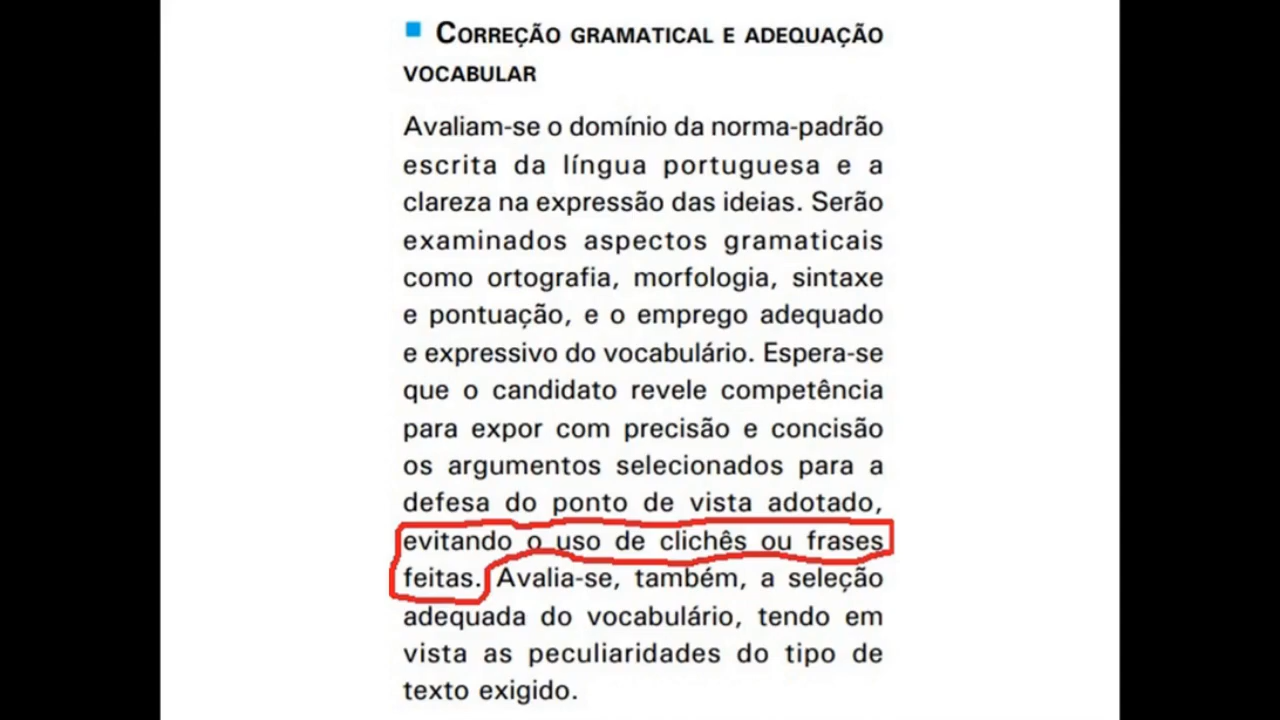 CORREÇÃO GRAMATICAL E ADEQUAÇÃO
VOCABULAR
Avaliam-se o domínio da norma-padrão
escrita da língua portuguesa e a
clareza na expressão das ideias. Serão
examinados aspectos gramaticais
como ortografia, morfologia, sintaxe
e pontuação, e o emprego adequado
e expressivo do vocabulário. Espera-se
que o candidato revele competência
para expor com precisão e concisão
os argumentos selecionados para a
defesa do ponto de vista adotado,
evitando o uso de clichês ou frases
feitas. Avalia-se, também, a seleção
adequada do vocabulário, tendo em
vista as peculiaridades do tipo de
texto exigido.